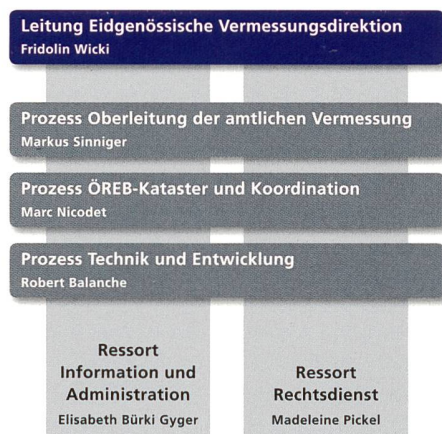 Leitung Eidgenössische Vermessungsdirektion
Fridolin Wicki
Prozess Oberleitung der amtlichen Vermessung
Markus Sinniger
Prozess ÖREB-Kataster und Koordination
Marc Nicodet
Prozess Technik und Entwicklung
Robert Balanche
Ressort
Information und
Administration
Elisabeth Bürki Gyger
Ressort
Rechtsdienst
Madeleine Pickel